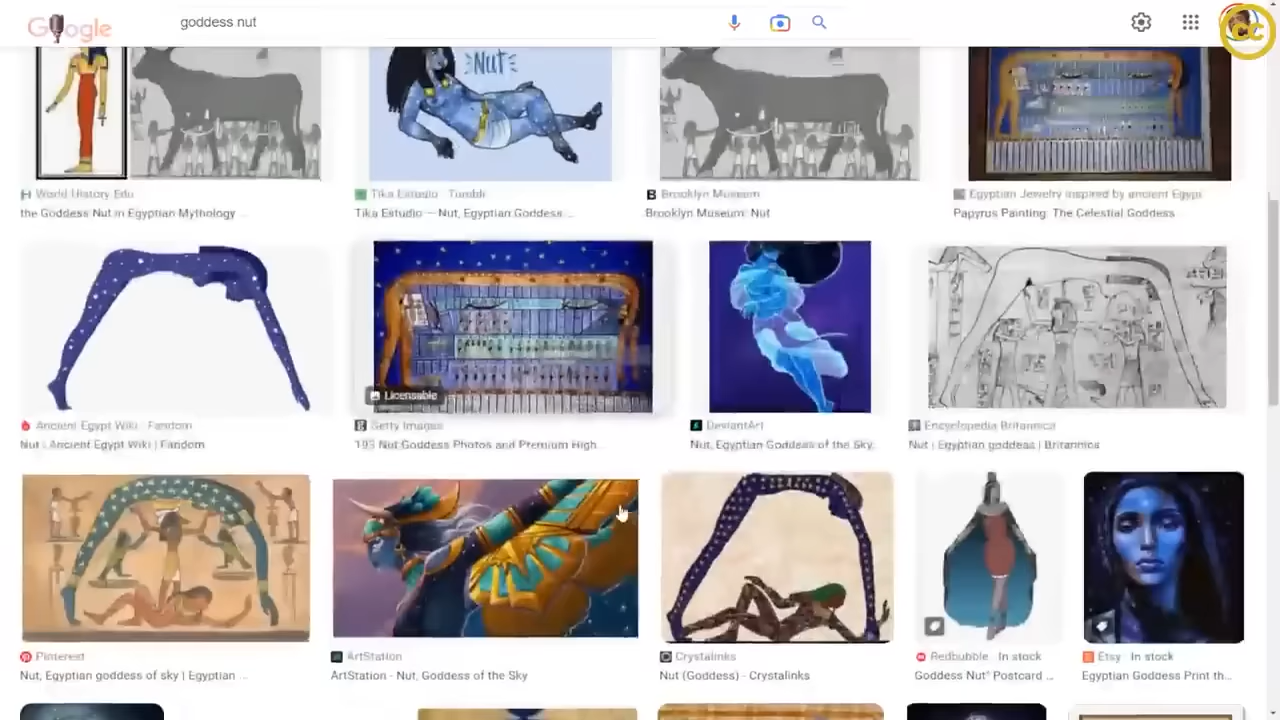 Google
goddess nut
CC
Nut
World History Edu
the Goddess Nut in Egyptian Mythology ...
Tika Estudio · Tumblr
Tika Estudio — Nut, Egyptian Goddess ...
Brooklyn Museum
Brooklyn Museum: Nut
Egyptian Jewelry inspired by ancient Egypt
Papyrus Painting: The Celestial Goddess
Licensable
Ancient Egypt Wiki · Fandom
Nut | Ancient Egypt Wiki | Fandom
Getty Images
193 Nut Goddess Photos and Premium High...
DeviantArt
Nut, Egyptian Goddess of the Sky.
Encyclopedia Britannica
Nut | Egyptian goddess | Britannica
Pinterest
Nut, Egyptian goddess of sky | Egyptian ...
ArtStation
ArtStation - Nut, Goddess of the Sky
Crystalinks
Nut (Goddess) - Crystalinks
Redbubble · In stock
Goddess Nut" Postcard ...
Etsy · In stock
Egyptian Goddess Print th...